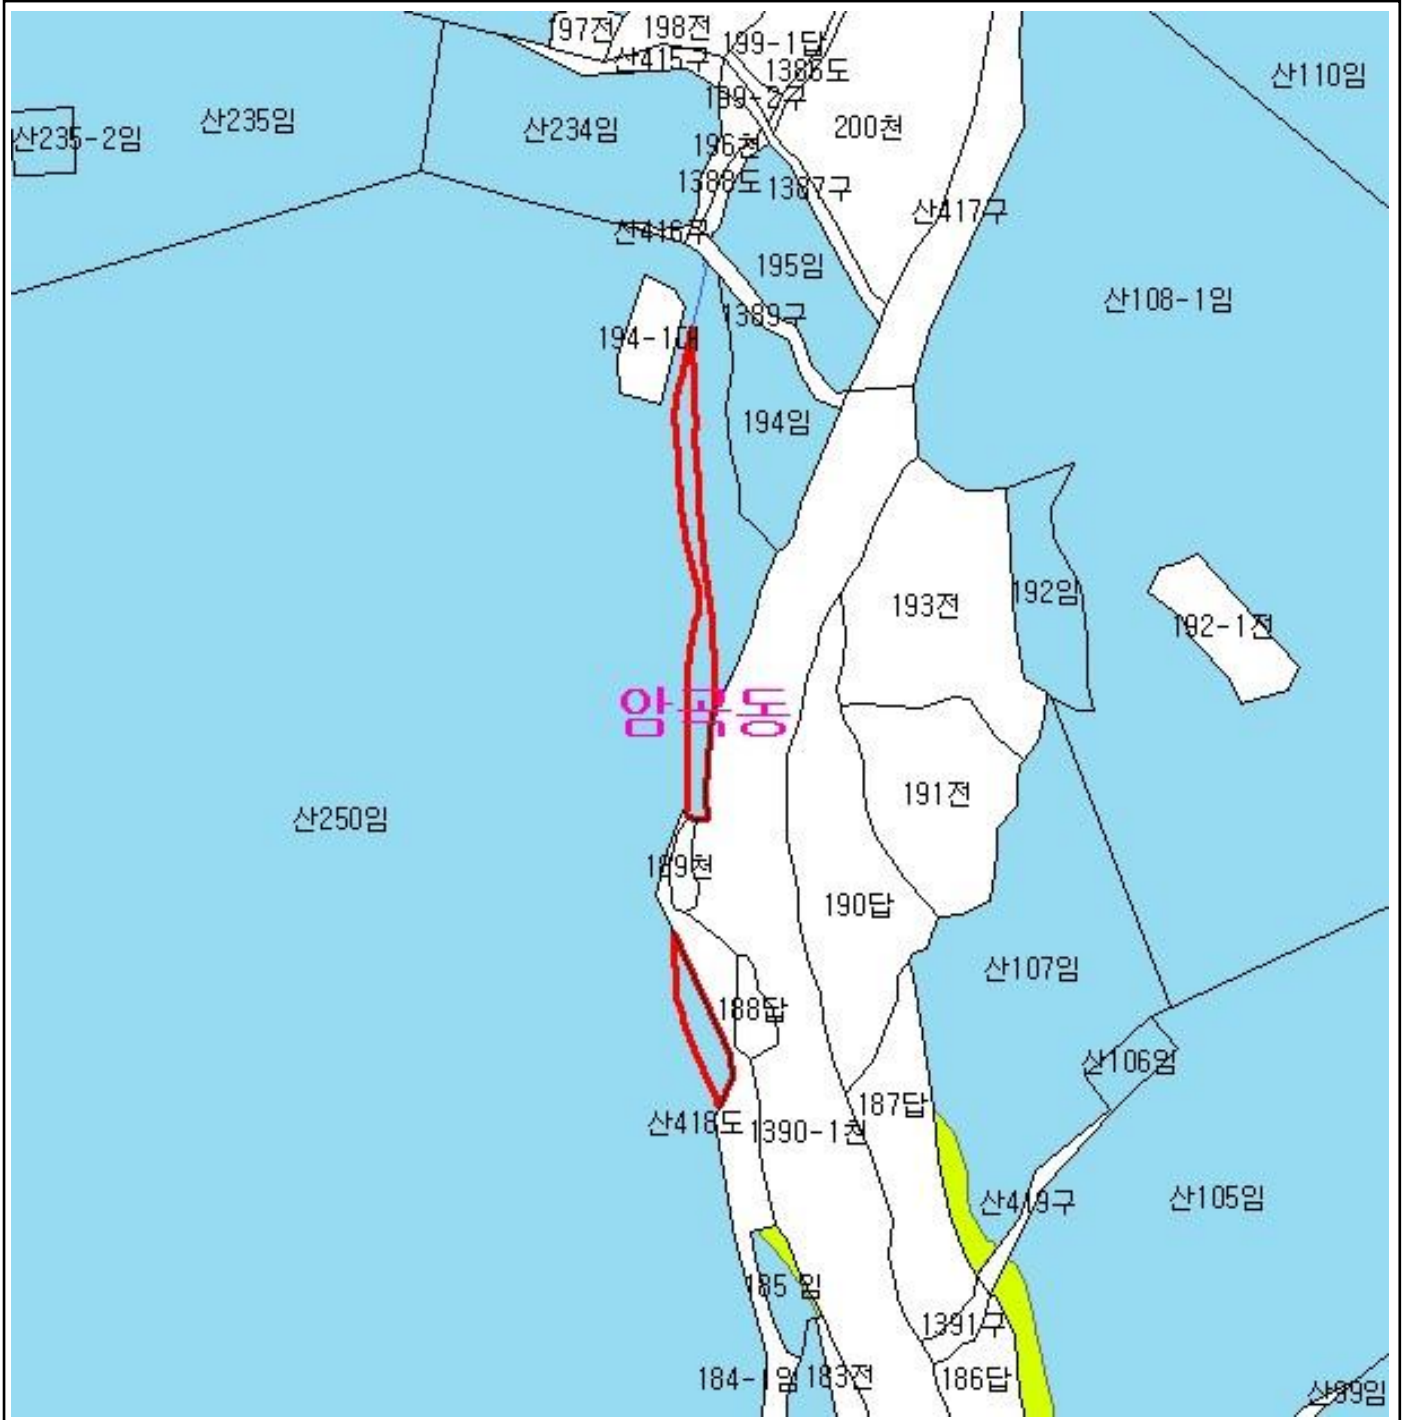 97전
198전
199-1답
산415구
1386도
산110임
199-2구
산235-2임
산235임
산234임
200천
196천
1388도
1387구
산417구
산416구
195임
산108-1임
1389구
194-1대
194임
192임
193전
192-1전
암곡동
191전
산250임
189천
190답
산107임
188답
산106임
187답
산418도
1390-1천
산419구
산105임
185 임
1391구
184-1임
183전
186답
산99임